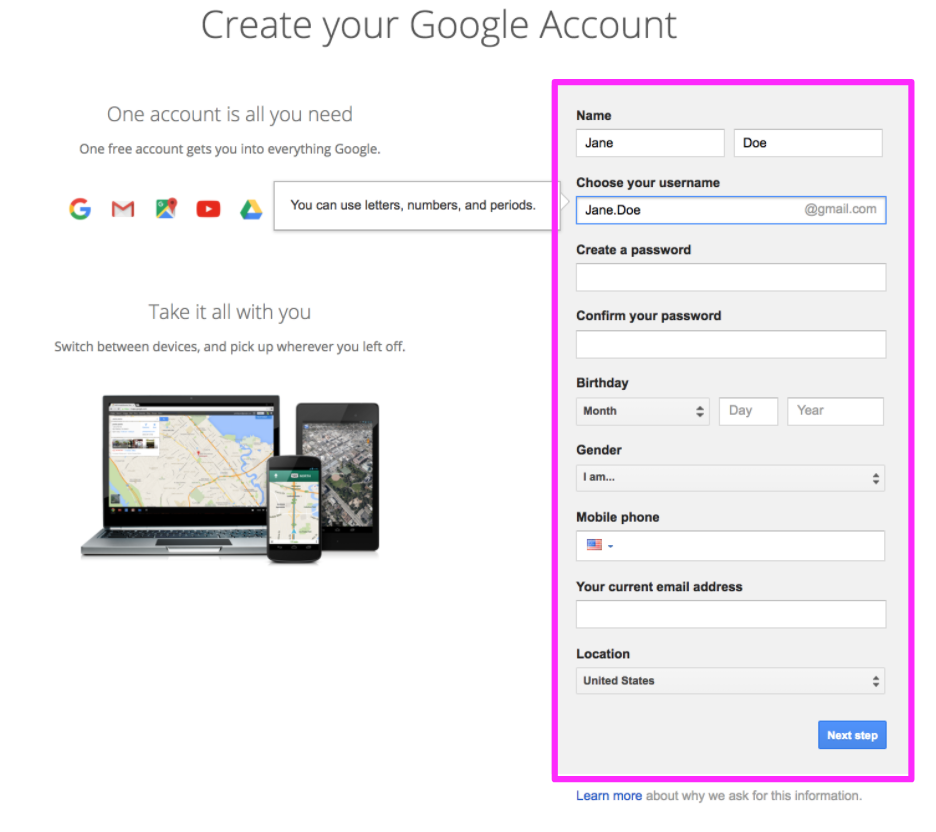 Create your Google Account
One account is all you need
One free account gets you into everything Google.
You can use letters, numbers, and periods.
Take it all with you
Switch between devices, and pick up wherever you left off.
Name
Jane Doe
Choose your username
Jane.Doe @gmail.com
Create a password
Confirm your password
Birthday
Month Day Year
Gender
I am...
Mobile phone
Your current email address
Location
United States
Next step
Learn more about why we ask for this information.